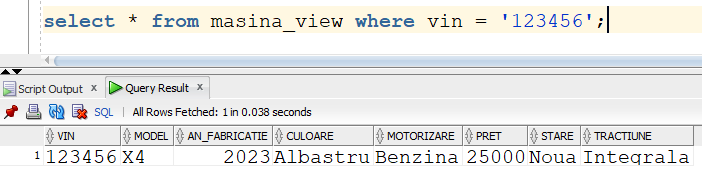 select * from masina_view where vin = '123456';
Script Output x Query Result x
SQL | All Rows Fetched: 1 in 0.038 seconds
VIN MODEL AN_FABRICATIE CULOARE MOTORIZARE PRET STARE TRACTIUNE
1 123456 X4 2023 Albastru Benzina 25000 Noua Integrala